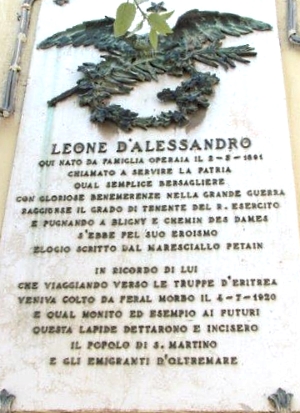 LEONE D'ALESSANDRO
QUI NATO DA FAMIGLIA OPERAIA IL 2-5-1891
CHIAMATO A SERVIRE LA PATRIA
QUAL SEMPLICE BERSAGLIERE
CON GLORIOSE BENEMERENZE NELLA GRANDE GUERRA
RAGGIUNSE IL GRADO DI TENENTE DEL R. ESERCITO
E PUGNANDO A BLIGNY E CHEMIN DES DAMES
S'EBBE PEL SUO EROISMO
ELOGIO SCRITTO DAL MARESCIALLO PETAIN
IN RICORDO DI LUI
CHE VIAGGIANDO VERSO LE TRUPPE D'ERITREA
VENIVA COLTO DA FERAL MORBO IL 4-7-1920
E QUAL MONITO ED ESEMPIO AI FUTURI
QUESTA LAPIDE DETTARONO E INCISERO
IL POPOLO DI S. MARTINO
E GLI EMIGRANTI D'OLTREMARE